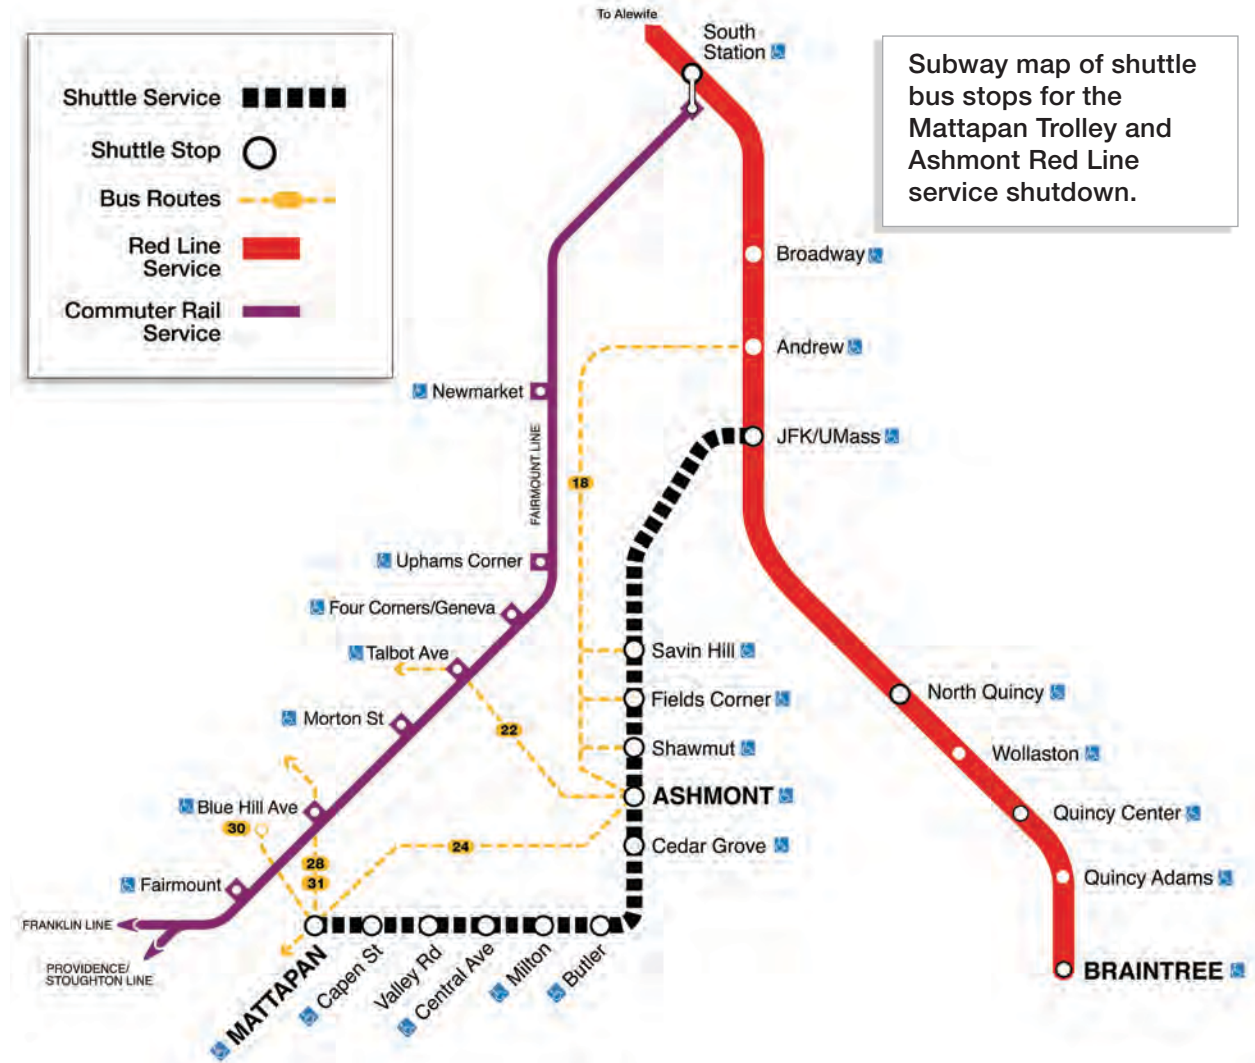 To Alewife
South
Station
Shuttle Service
Shuttle Stop
Bus Routes
Red Line
Service
Commuter Rail
Service
Subway map of shuttle
bus stops for the
Mattapan Trolley and
Ashmont Red Line
service shutdown.
Broadway
Andrew
Newmarket
JFK/UMass
FAIRMOUNT LINE
18
Uphams Corner
Four Corners/Geneva
Talbot Ave
Savin Hill
North Quincy
Fields Corner
Morton St
22
Shawmut
Wollaston
ASHMONT
Blue Hill Ave
Quincy Center
30
24
Cedar Grove
28
Quincy Adams
31
Fairmount
FRANKLIN LINE
PROVIDENCE/
STOUGHTON LINE
MATTAPAN
Capen St
Valley Rd
Central Ave
Milton
Butler
BRAINTREE